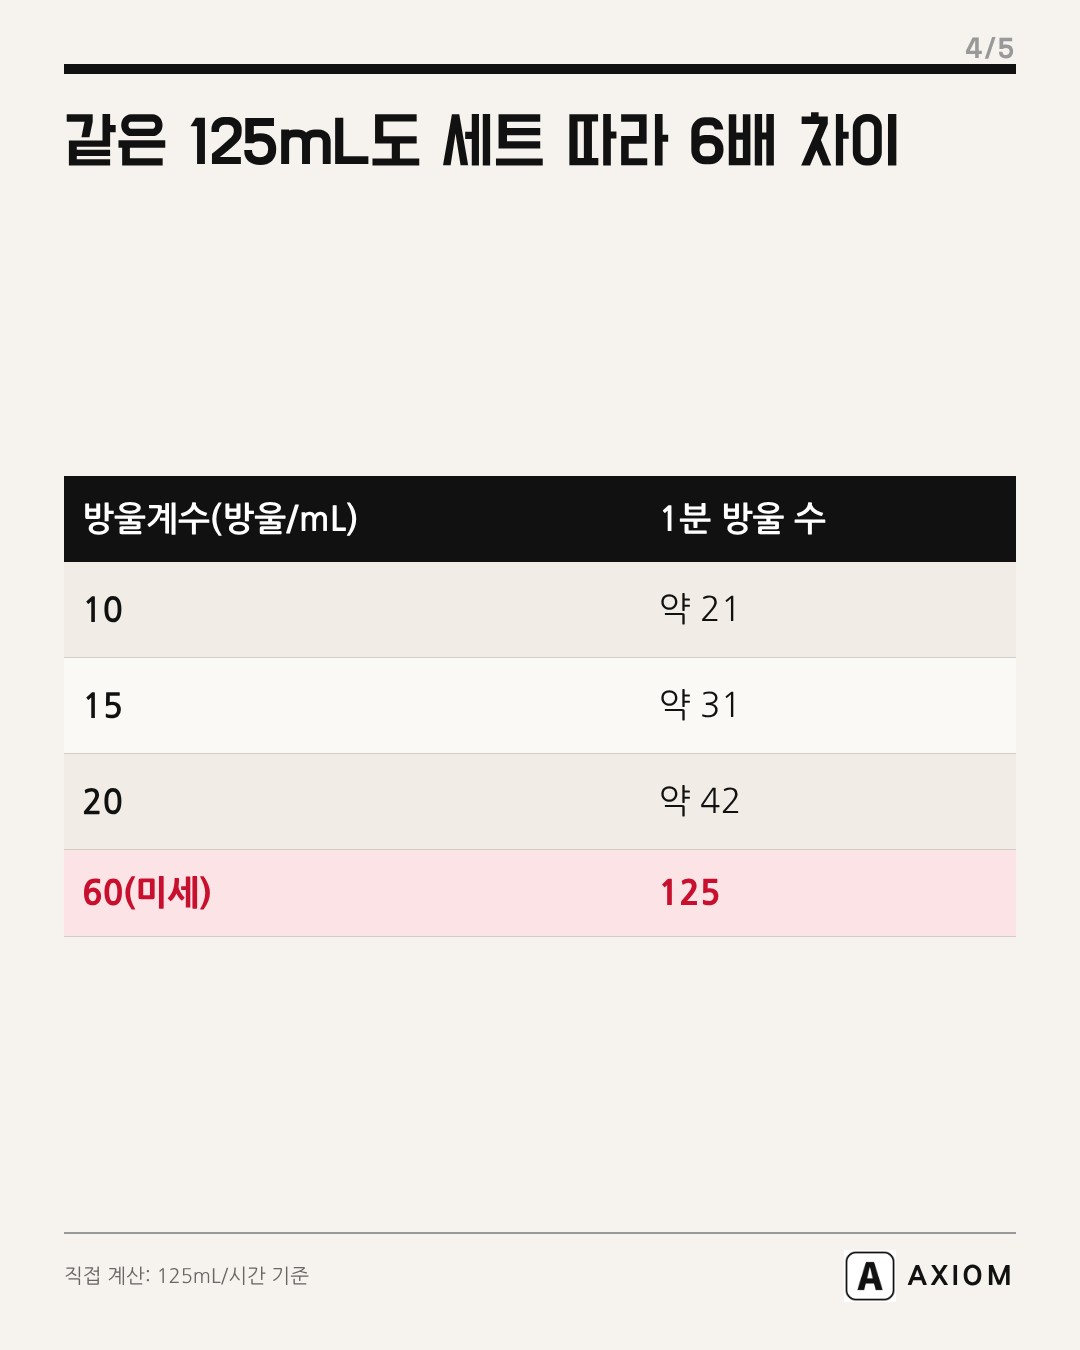 4/5
같은 125mL도 세트 따라 6배 차이
방울계수(방울/mL) 1분 방울 수
10 약 21
15 약 31
20 약 42
60(미세) 125
직접 계산: 125mL/시간 기준
A AXIOM